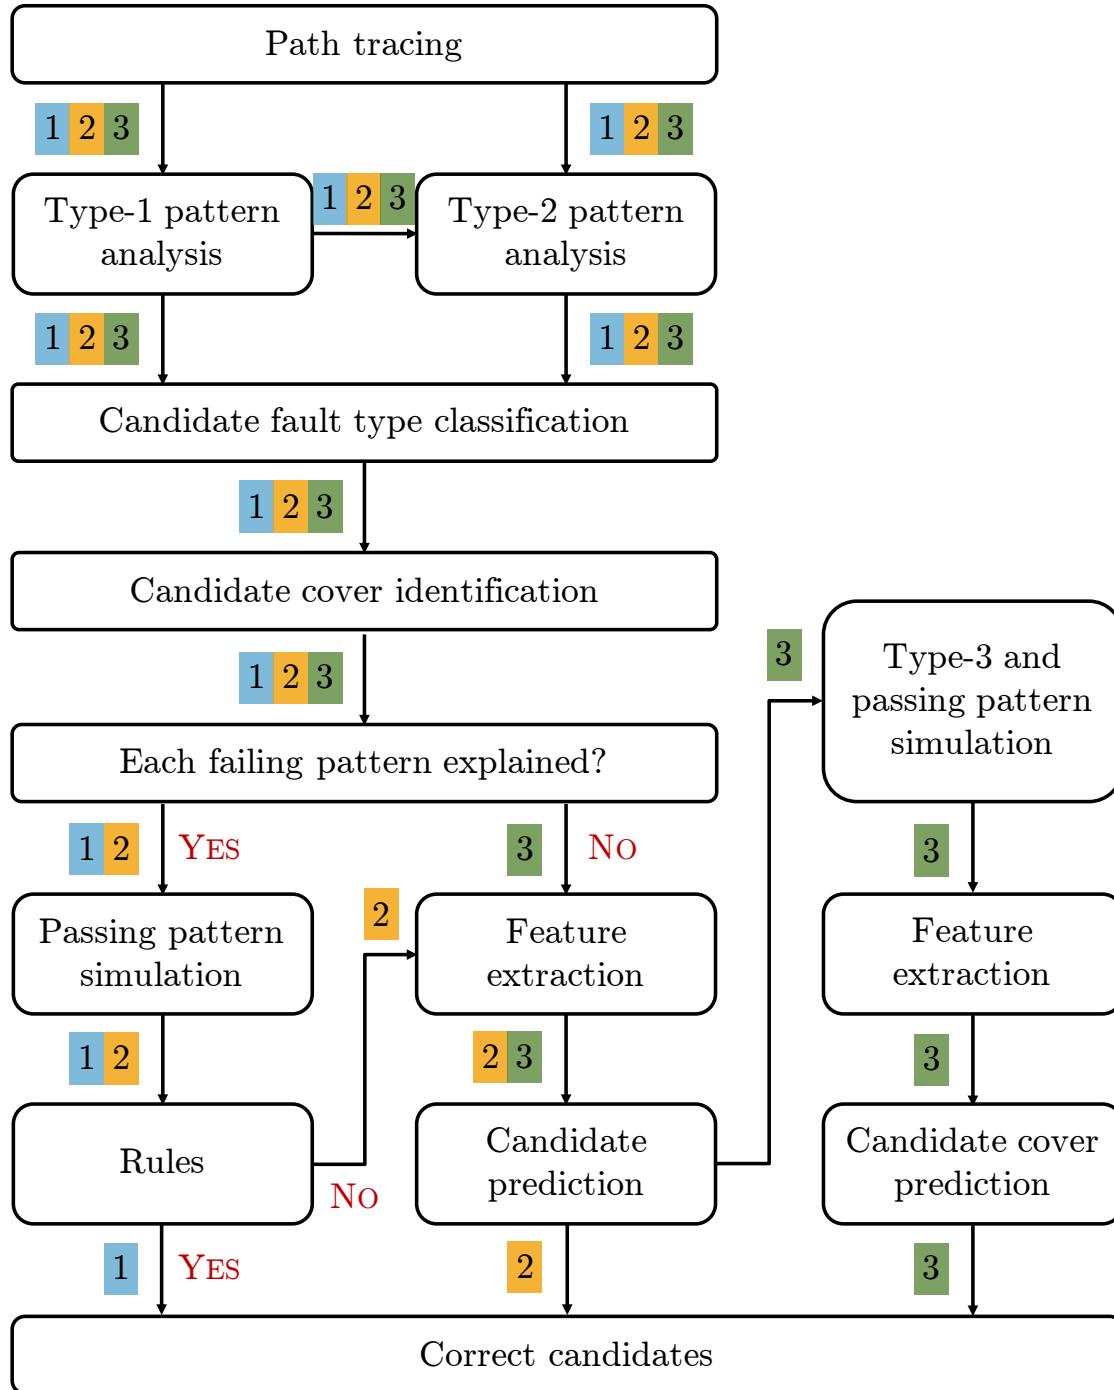 Path tracing
1 2 3
1 2 3
Type-1 pattern
analysis
1 2 3
Type-2 pattern
analysis
1 2 3
1 2 3
Candidate fault type classification
1 2 3
Candidate cover identification
1 2 3
Each failing pattern explained?
1 2
YES
3
NO
Passing pattern
simulation
2
Feature
extraction
1 2
2 3
Rules
NO
Candidate
prediction
3
Type-3 and
passing pattern
simulation
3
Feature
extraction
3
Candidate cover
prediction
1
YES
2
3
Correct candidates